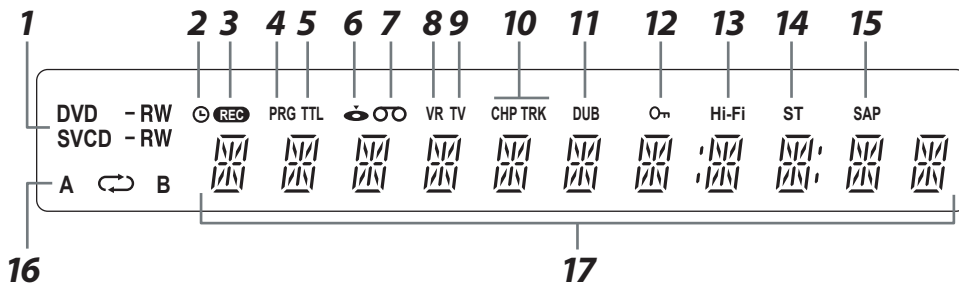 1 2 3 4 5 6 7 8 9 10 11 12 13 14 15
DVD -RW REC PRG TTL VR TV CHP TRK DUB Hi-Fi ST SAP
SVCD -RW
A B
16 17